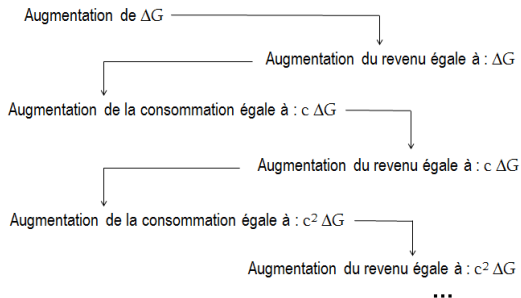 Augmentation de ΔG
Augmentation du revenu égale à : ΔG
Augmentation de la consommation égale à : c ΔG
Augmentation du revenu égale à : c ΔG
Augmentation de la consommation égale à : c² ΔG
Augmentation du revenu égale à : c² ΔG
...